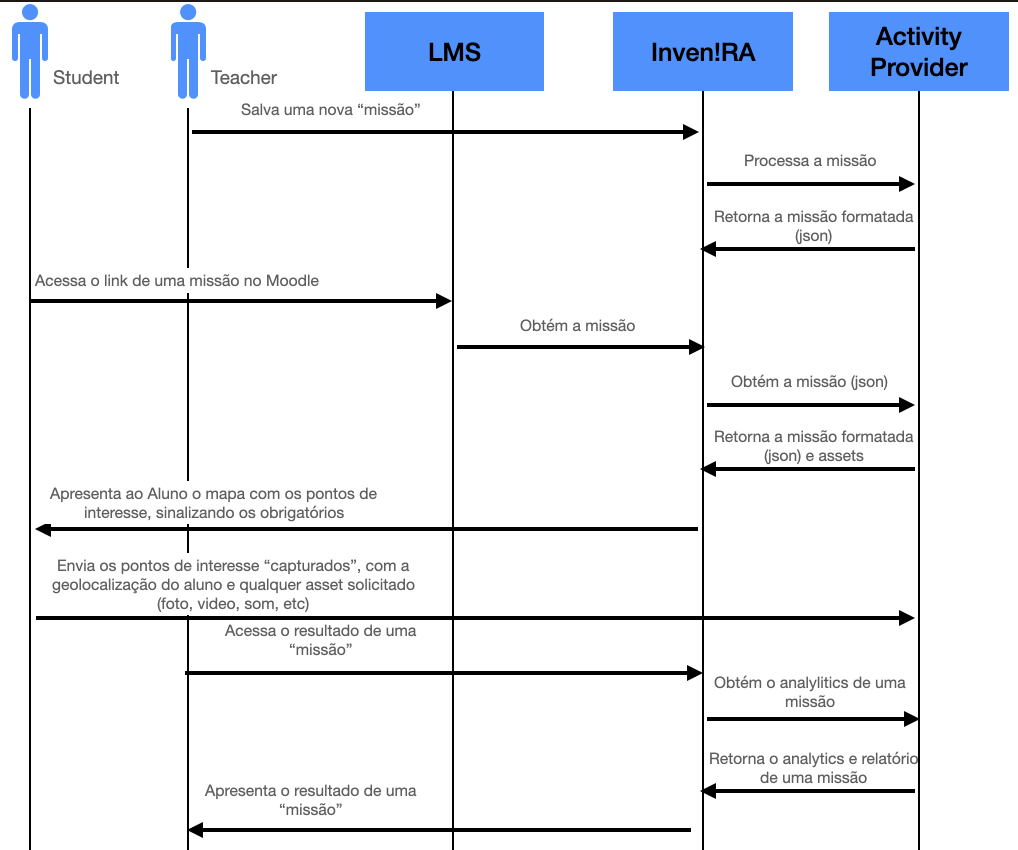 Student
Teacher
LMS
Inven!RA
Activity
Provider
Salva uma nova “missão”
Processa a missão
Retorna a missão formatada
(json)
Acessa o link de uma missão no Moodle
Obtém a missão
Obtém a missão (json)
Retorna a missão formatada
(json) e assets
Apresenta ao Aluno o mapa com os pontos de
interesse, sinalizando os obrigatórios
Envia os pontos de interesse “capturados”, com a
geolocalização do aluno e qualquer asset solicitado
(foto, video, som, etc)
Acessa o resultado de uma
“missão”
Obtém o analylitics de uma
missão
Retorna o analytics e relatório
de uma missão
Apresenta o resultado de uma
“missão”